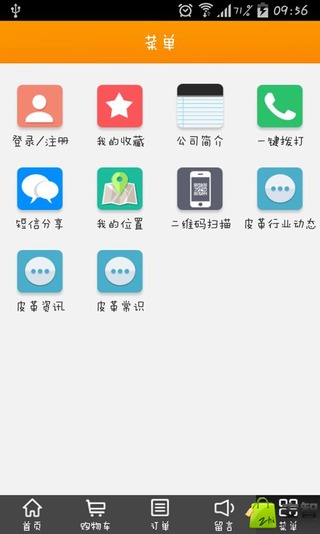 71% 09:56
菜单
登录/注册 我的收藏 公司简介 一键拨打
短信分享 我的位置 二维码扫描 皮革行业动态
皮革资讯 皮革常识
首页 购物车 订单 留言 菜单